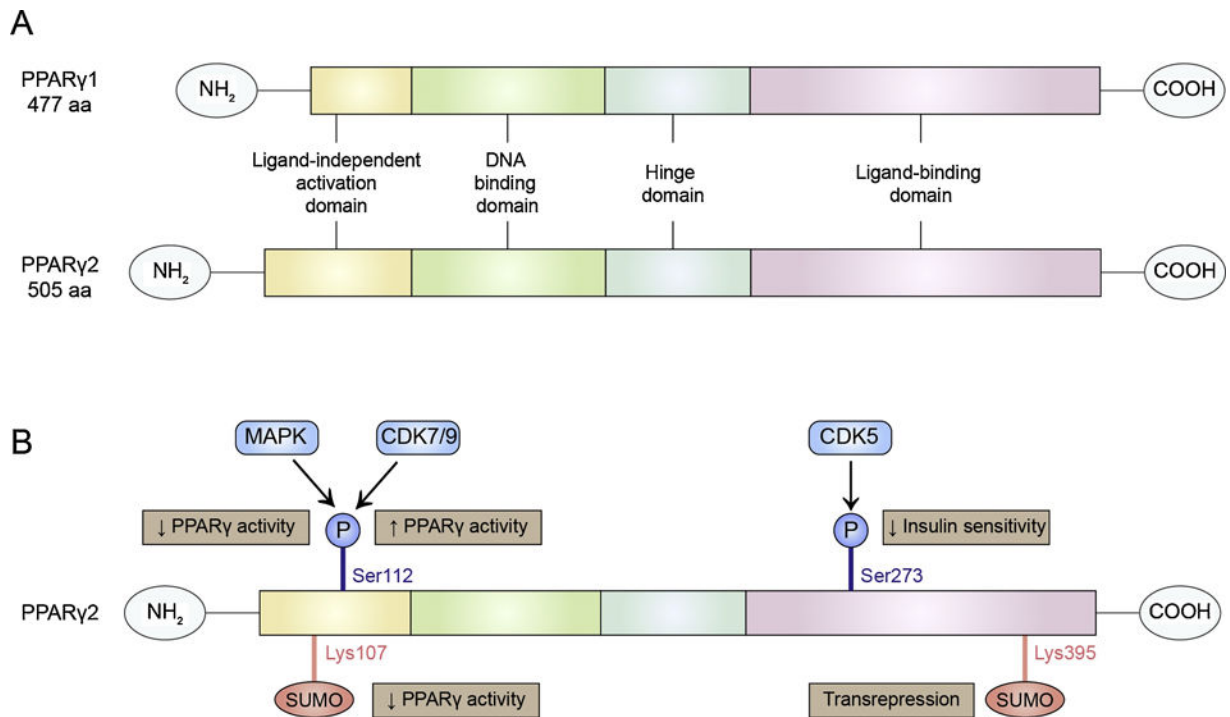 A
PPARγ1
477 aa
NH₂
COOH
Ligand-independent
activation
domain
DNA
binding
domain
Hinge
domain
Ligand-binding
domain
PPARγ2
505 aa
NH₂
COOH
B
MAPK
CDK7/9
CDK5
↓ PPARγ activity
P
↑ PPARγ activity
P
↓ Insulin sensitivity
Ser112
Ser273
PPARγ2
NH₂
COOH
Lys107
Lys395
SUMO
↓ PPARγ activity
Transrepression
SUMO